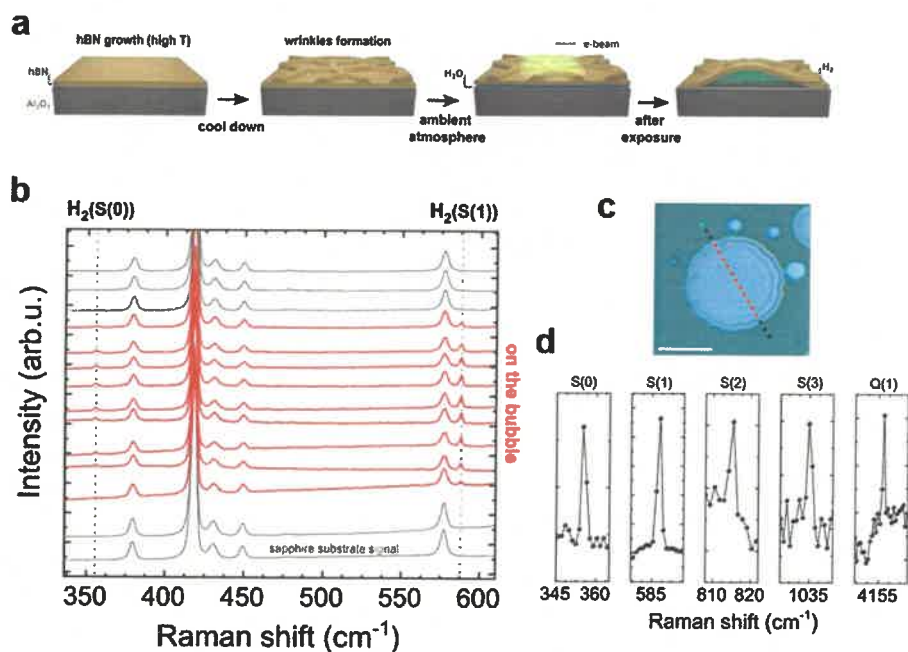 a
hBN growth (high T)
wrinkles formation
e-beam
hBN
Al₂O₃
H₂O
H₂
cool down
ambient
atmosphere
after
exposure
b
H₂(S(0))
H₂(S(1))
Intensity (arb.u.)
on the bubble
sapphire substrate signal
350 400 450 500 550 600
Raman shift (cm⁻¹)
c
d
S(0) S(1) S(2) S(3) Q(1)
345 360 585 810 820 1035 4155
Raman shift (cm⁻¹)